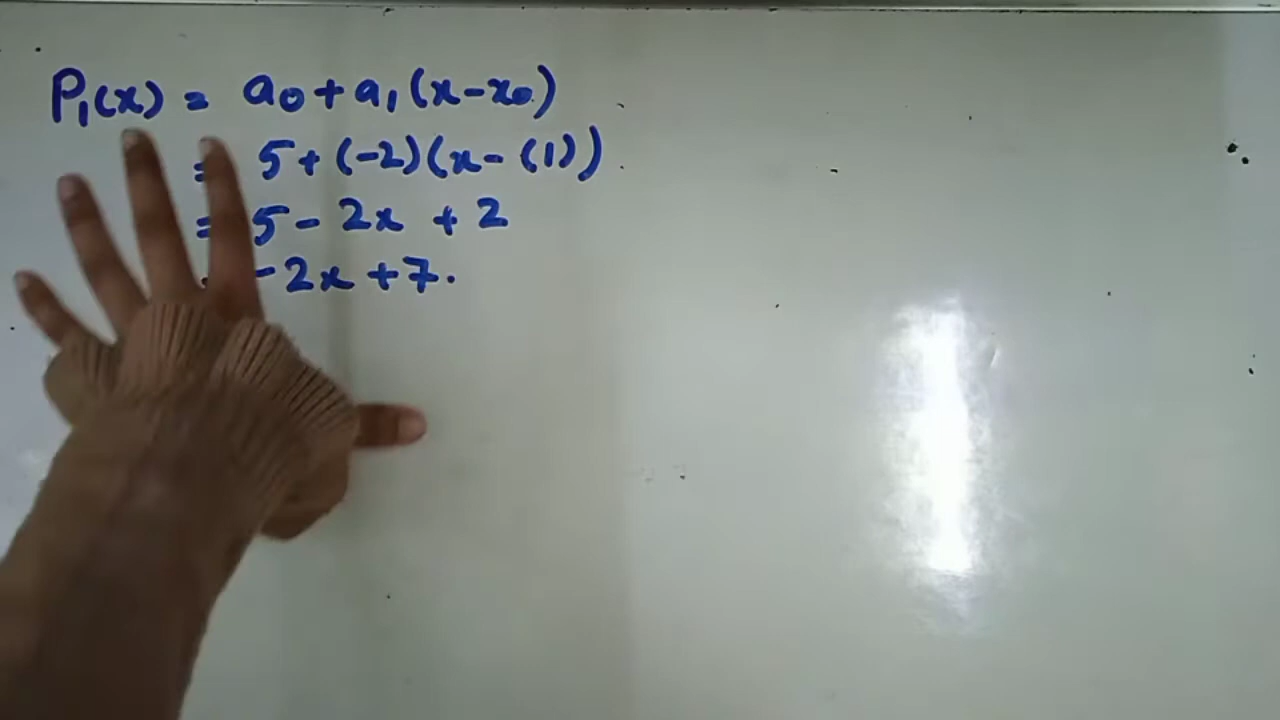 P₁(x) = a₀ + a₁(x-x₀)
= 5 + (-2)(x - (1))
= 5 - 2x + 2
-2x + 7.